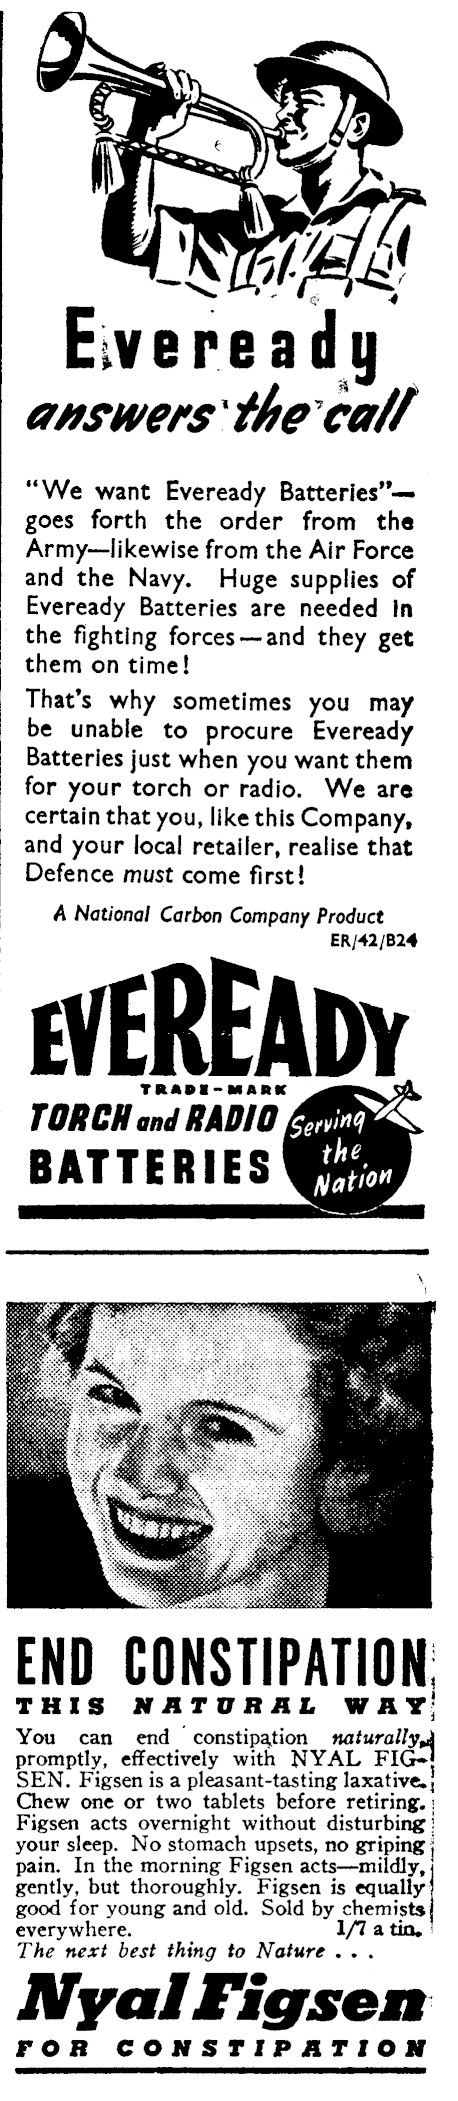 Eveready
answers the call
"We want Eveready Batteries"—
goes forth the order from the
Army—likewise from the Air Force
and the Navy. Huge supplies of
Eveready Batteries are needed in
the fighting forces—and they get
them on time!
That's why sometimes you may
be unable to procure Eveready
Batteries just when you want them
for your torch or radio. We are
certain that you, like this Company,
and your local retailer, realise that
Defence must come first!
A National Carbon Company Product
ER/42/B24
EVEREADY
TRADE-MARK
TORCH and RADIO
BATTERIES
Serving
the
Nation
END CONSTIPATION
THIS NATURAL WAY
You can end constipation naturally,
promptly, effectively with NYAL FIG-
SEN. Figsen is a pleasant-tasting laxative.
Chew one or two tablets before retiring.
Figsen acts overnight without disturbing
your sleep. No stomach upsets, no griping
pain. In the morning Figsen acts—mildly,
gently, but thoroughly. Figsen is equally
good for young and old. Sold by chemists
everywhere. 1/7 a tin.
The next best thing to Nature . . .
Nyal Figsen
FOR CONSTIPATION